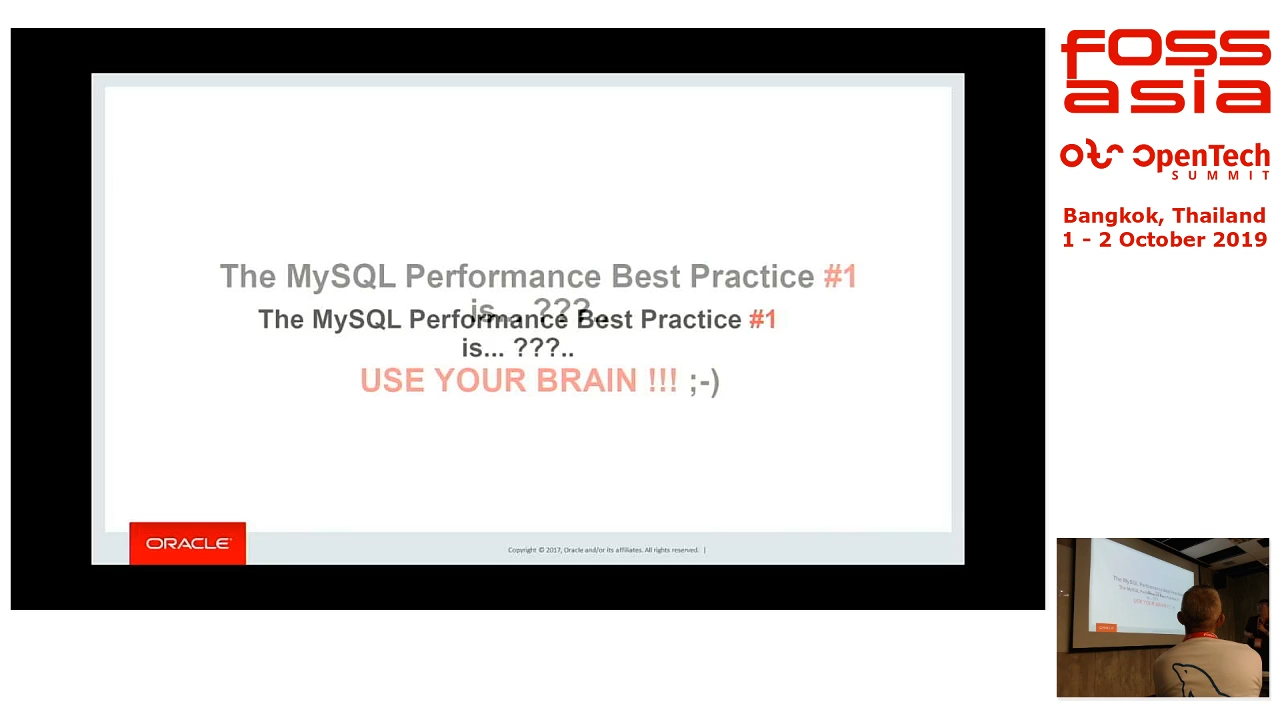 The MySQL Performance Best Practice #1
is... ???..
The MySQL Performance Best Practice #1
is... ???..
USE YOUR BRAIN !!! ;-)
ORACLE
Copyright © 2017, Oracle and/or its affiliates. All rights reserved. |
foss
asia
OpenTech
SUMMIT
Bangkok, Thailand
1 - 2 October 2019